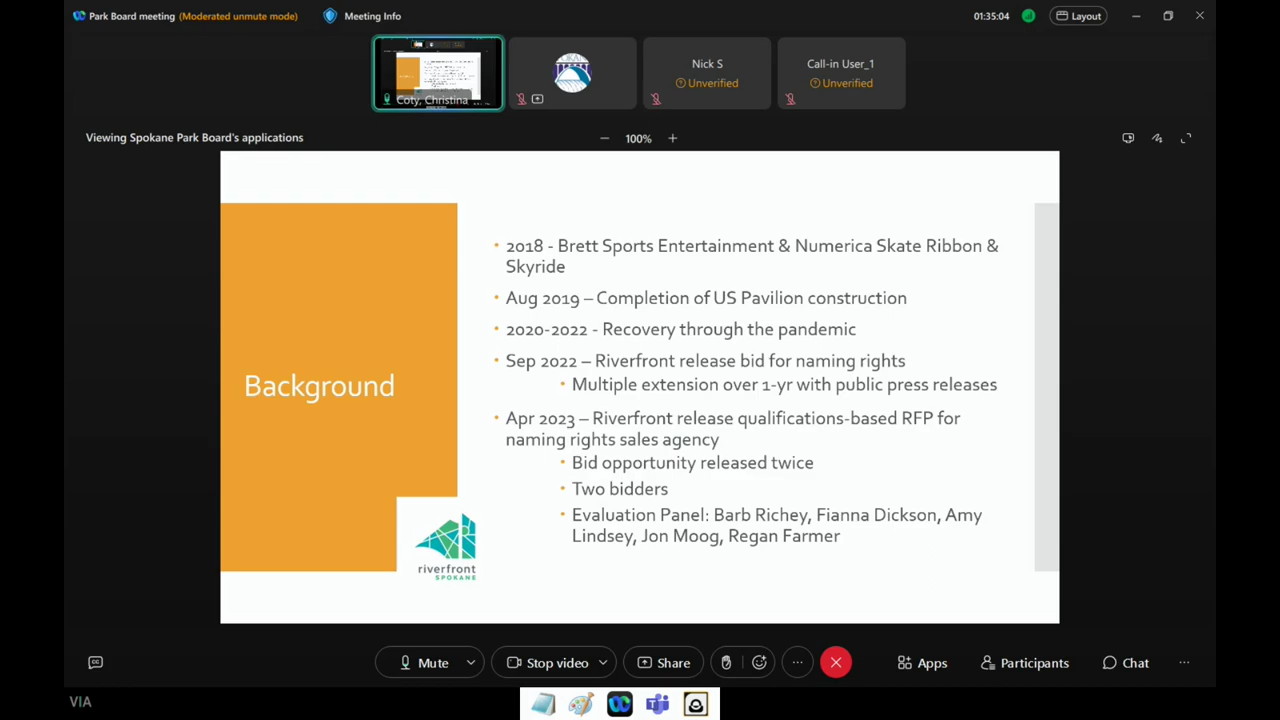 Park Board meeting (Moderated unmute mode)
Meeting Info
01:35:04
Layout
Coty, Christina
Nick S
Unverified
Call-in User_1
Unverified
Viewing Spokane Park Board's applications
100%
Background
• 2018 - Brett Sports Entertainment & Numerica Skate Ribbon &
Skyride
• Aug 2019 – Completion of US Pavilion construction
• 2020-2022 - Recovery through the pandemic
• Sep 2022 – Riverfront release bid for naming rights
• Multiple extension over 1-yr with public press releases
• Apr 2023 – Riverfront release qualifications-based RFP for
naming rights sales agency
• Bid opportunity released twice
• Two bidders
• Evaluation Panel: Barb Richey, Fianna Dickson, Amy
Lindsey, Jon Moog, Regan Farmer
riverfront
SPOKANE
Mute
Stop video
Share
Apps
Participants
Chat
VIA